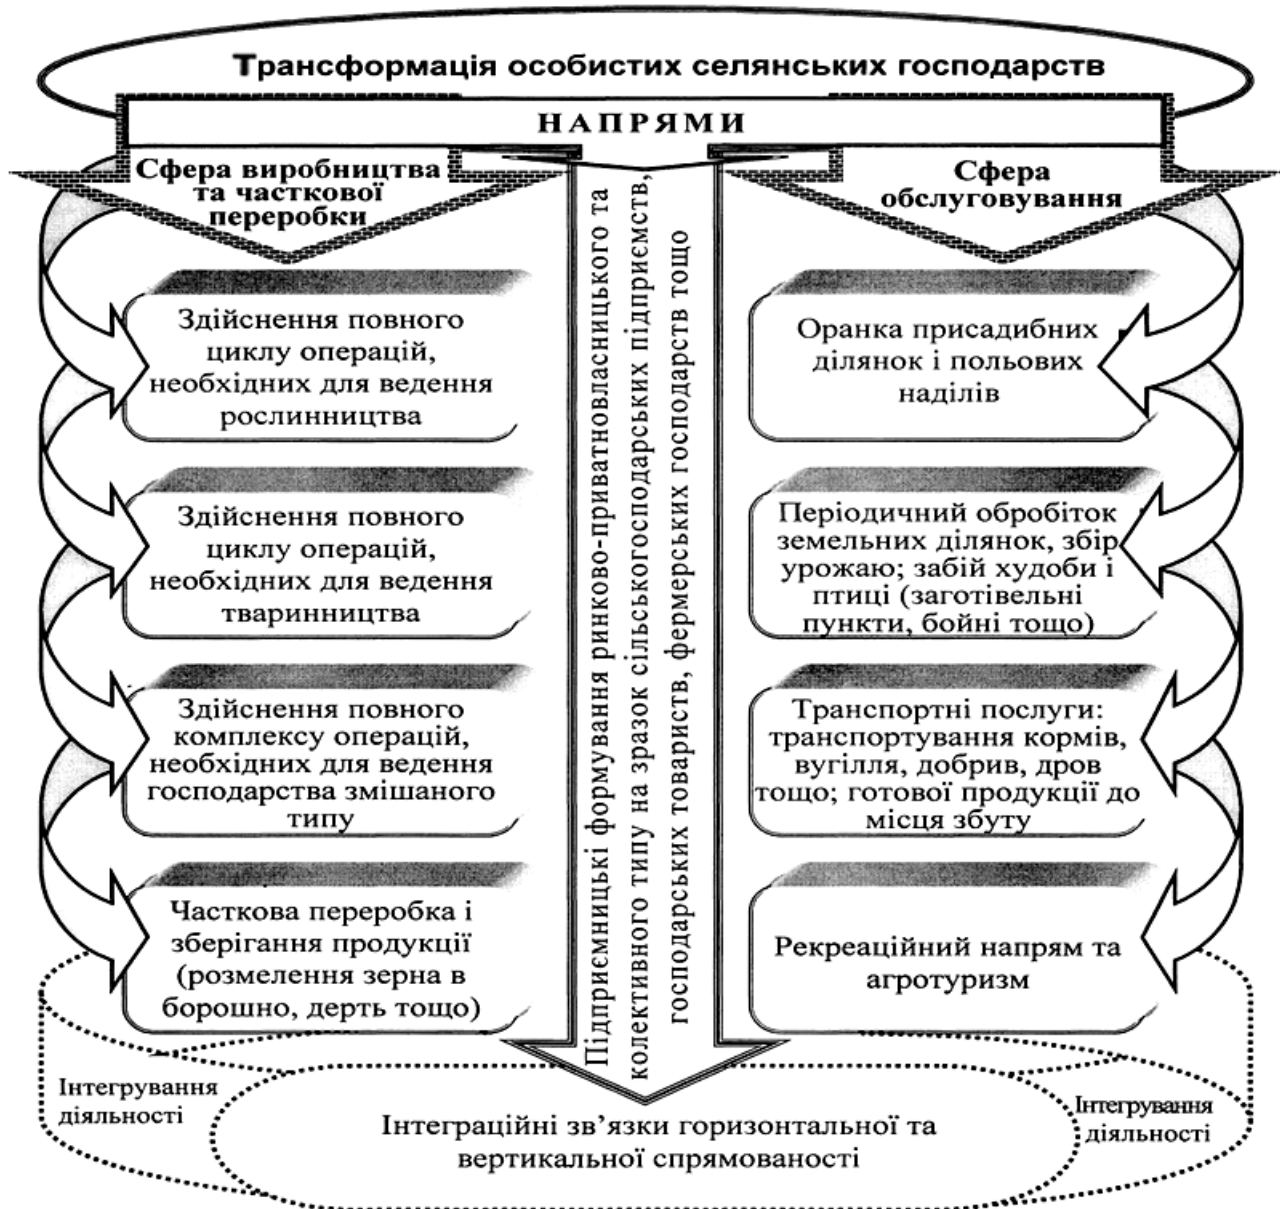 Трансформація особистих селянських господарств
НАПРЯМИ
Сфера виробництва
та часткової
переробки
Сфера
обслуговування
Здійснення повного
циклу операцій,
необхідних для ведення
рослинництва
Здійснення повного
циклу операцій,
необхідних для ведення
тваринництва
Здійснення повного
комплексу операцій,
необхідних для ведення
господарства змішаного
типу
Часткова переробка і
зберігання продукції
(розмелення зерна в
борошно, дерть тощо)
Підприємницькі формування ринково-приватновласницького та
колективного типу на зразок сільськогосподарських підприємств,
господарських товариств, фермерських господарств тощо
Оранка присадибних
ділянок і польових
наділів
Періодичний обробіток
земельних ділянок, збір
урожаю; забій худоби і
птиці (заготівельні
пункти, бойні тощо)
Транспортні послуги:
транспортування кормів,
вугілля, добрив, дров
тощо; готової продукції до
місця збуту
Рекреаційний напрям та
агротуризм
Інтегрування
діяльності
Інтеграційні зв’язки горизонтальної та
вертикальної спрямованості
Інтегрування
діяльності